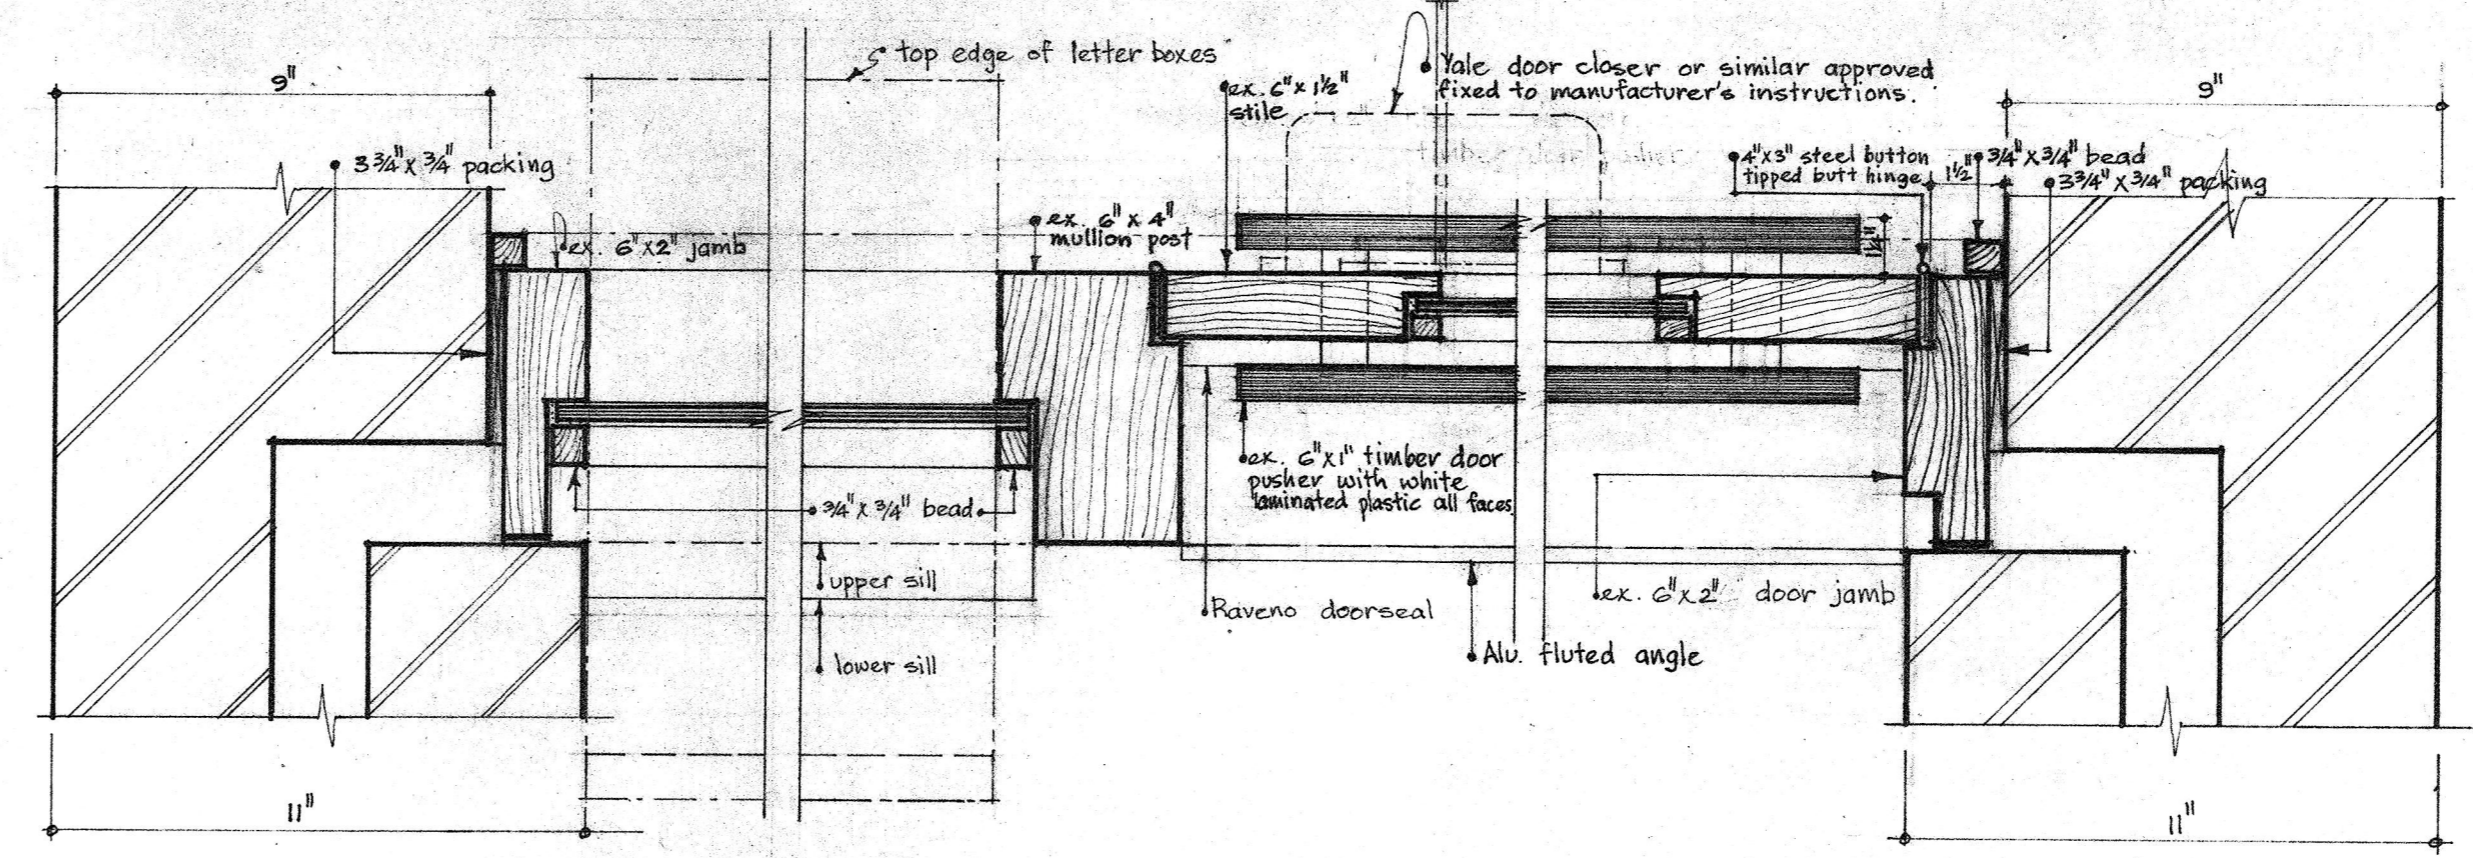 9"
top edge of letter boxes
ex. 6" x 1½"
stile
Yale door closer or similar approved
fixed to manufacturer's instructions.
9"
3¾" x ¾" packing
4"x3" steel button
tipped butt hinge
1½"
3/4" x 3/4" bead
3¾" x ¾" packing
ex. 6" x 2" jamb
ex. 6" x 4"
mullion post
1¼"
ex. 6" x 1" timber door
pusher with white
laminated plastic all faces
¾" x ¾" bead
upper sill
Raveno doorseal
ex. 6" x 2" door jamb
lower sill
Alu. fluted angle
11"
11"